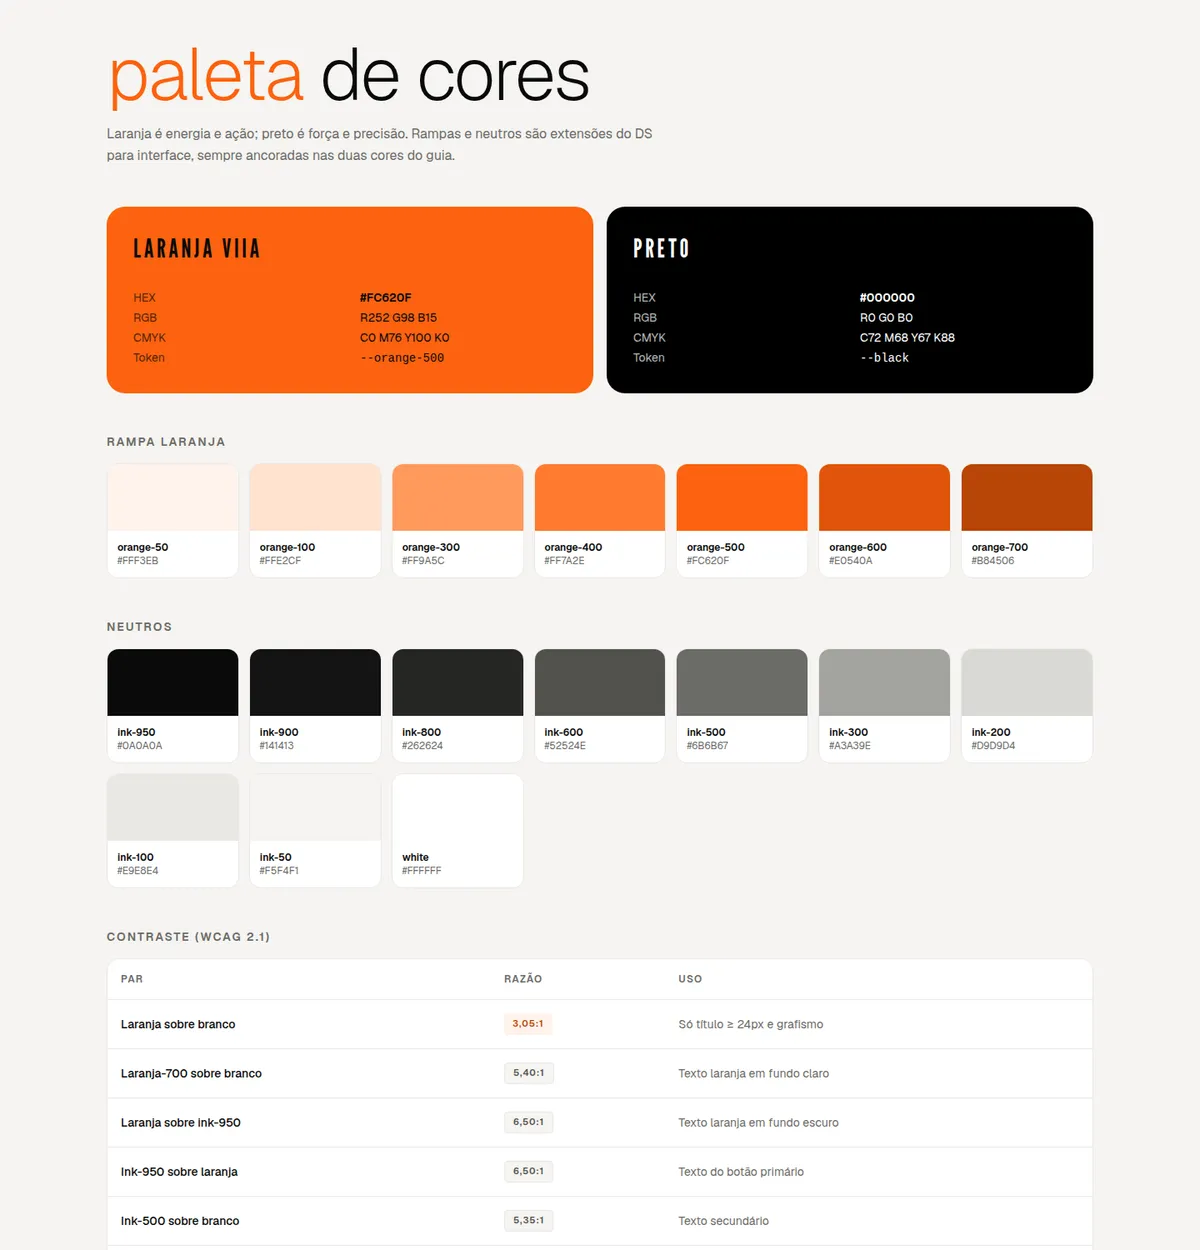 paleta de cores
Laranja é energia e ação; preto é força e precisão. Rampas e neutros são extensões do DS
para interface, sempre ancoradas nas duas cores do guia.
LARANJA VIIA
HEX #FC620F
RGB R252 G98 B15
CMYK C0 M76 Y100 K0
Token --orange-500
PRETO
HEX #000000
RGB R0 G0 B0
CMYK C72 M68 Y67 K88
Token --black
RAMPA LARANJA
orange-50
#FFF3EB
orange-100
#FFE2CF
orange-300
#FF9A5C
orange-400
#FF7A2E
orange-500
#FC620F
orange-600
#E0540A
orange-700
#B84506
NEUTROS
ink-950
#0A0A0A
ink-900
#141413
ink-800
#262624
ink-600
#52524E
ink-500
#6B6B67
ink-300
#A3A39E
ink-200
#D9D9D4
ink-100
#E9E8E4
ink-50
#F5F4F1
white
#FFFFFF
CONTRASTE (WCAG 2.1)
PAR RAZÃO USO
Laranja sobre branco 3,05:1 Só título ≥ 24px e grafismo
Laranja-700 sobre branco 5,40:1 Texto laranja em fundo claro
Laranja sobre ink-950 6,50:1 Texto laranja em fundo escuro
Ink-950 sobre laranja 6,50:1 Texto do botão primário
Ink-500 sobre branco 5,35:1 Texto secundário